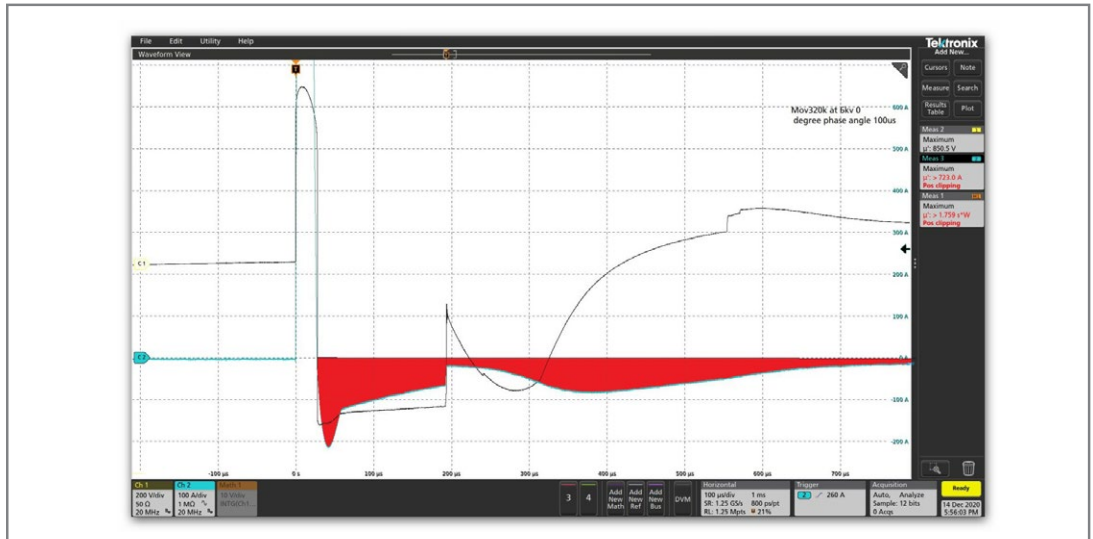 File Edit Utility Help
Tektronix
Waveform View
Add New...
Cursors Note
Measure Search
Results Table Plot
T
Mov320k at 6kv 0
degree phase angle 100us
600 A
500 A
400 A
300 A
200 A
100 A
0 A
-100 A
-200 A
C1
C2
Meas 2
Maximum
µ': 850.5 V
Meas 3
Maximum
µ': > 723.0 A
Pos clipping
Meas 1
Maximum
µ': > 1.759 s*W
Pos clipping
-100 µs 0 s 100 µs 200 µs 300 µs 400 µs 500 µs 600 µs 700 µs
Ch 1
200 V/div
50 Ω
20 MHz
Ch 2
100 A/div
1 MΩ
20 MHz
Math 1
10 V/div
3
4
Add New Math
Add New Ref
Add New Bus
DVM
Horizontal
100 µs/div 1 ms
SR: 1.25 GS/s 800 ps/pt
RL: 1.25 Mpts 21%
Trigger
2 260 A
Acquisition
Auto, Analyze
Sample: 12 bits
0 Acqs
Ready
14 Dec 2020
5:56:03 PM